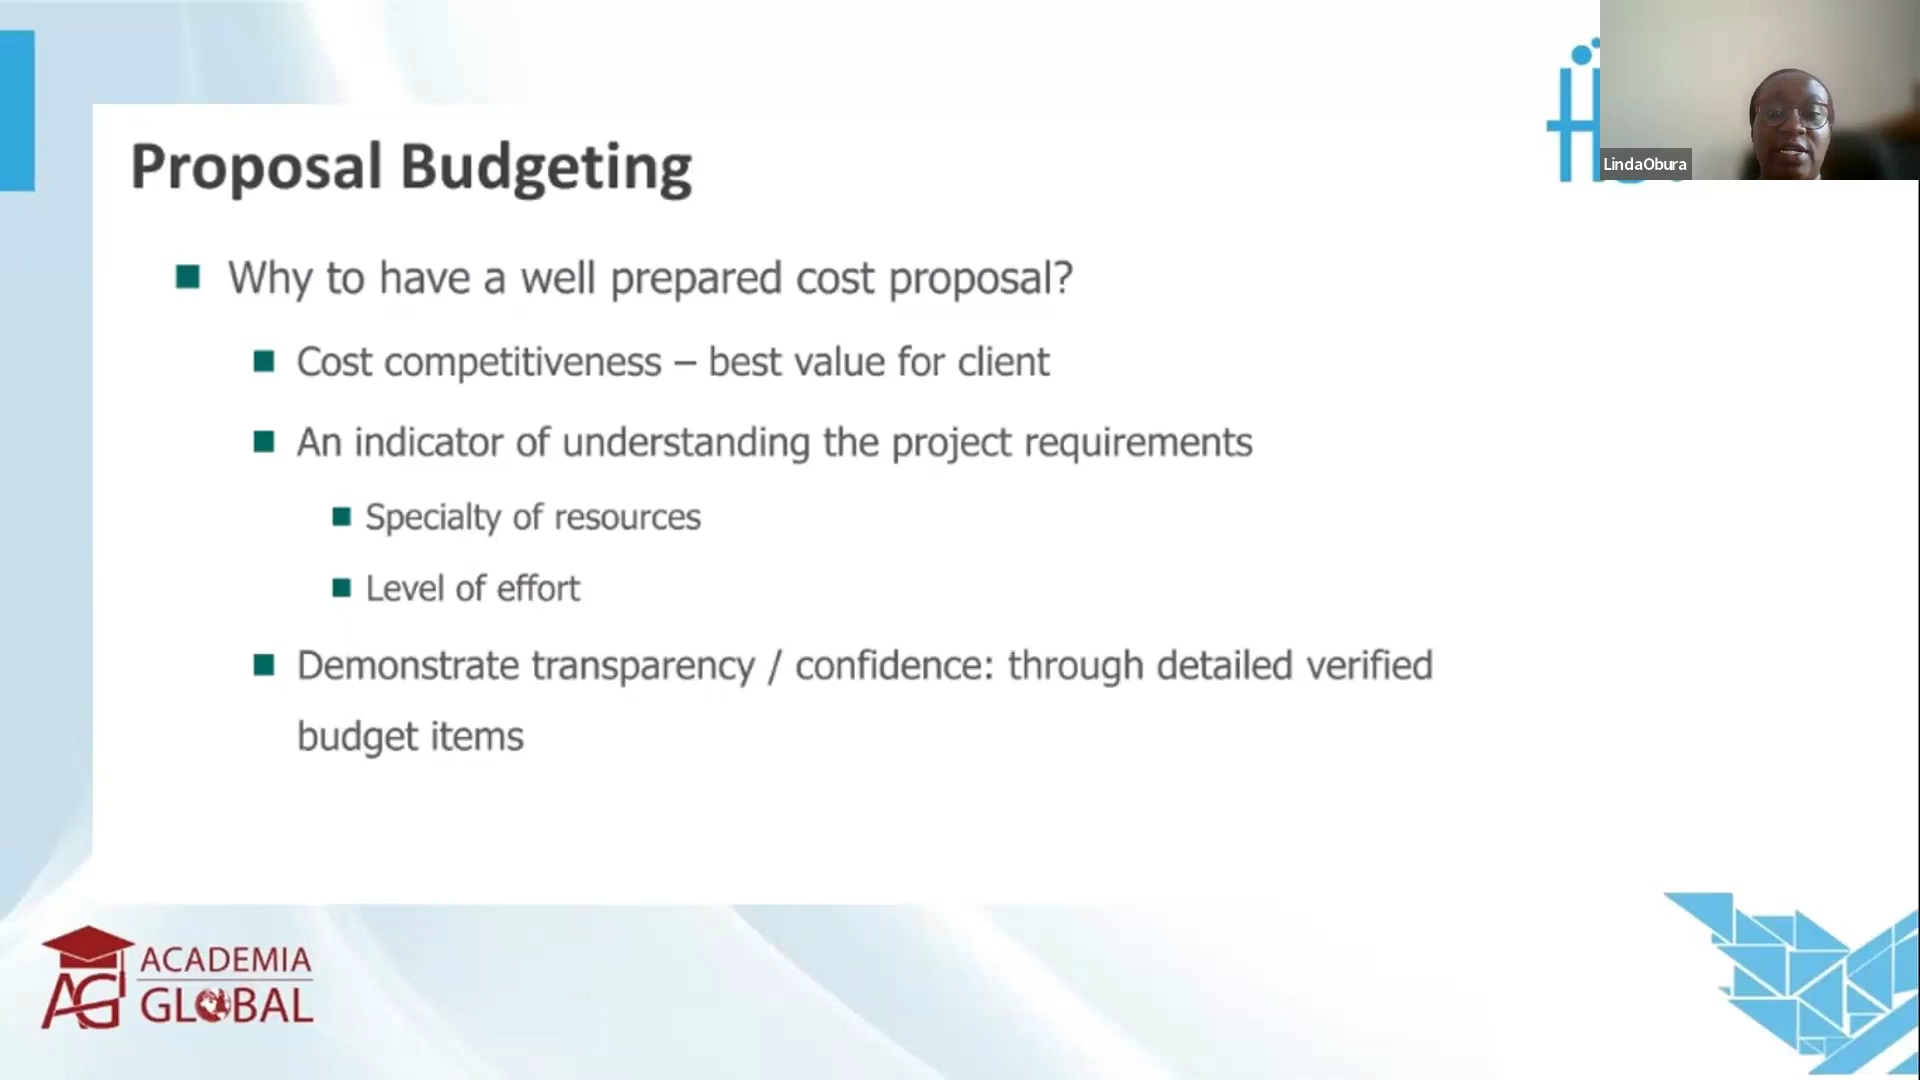 Proposal Budgeting
LindaObura
Why to have a well prepared cost proposal?
Cost competitiveness – best value for client
An indicator of understanding the project requirements
Specialty of resources
Level of effort
Demonstrate transparency / confidence: through detailed verified
budget items
ACADEMIA
AG
GLOBAL